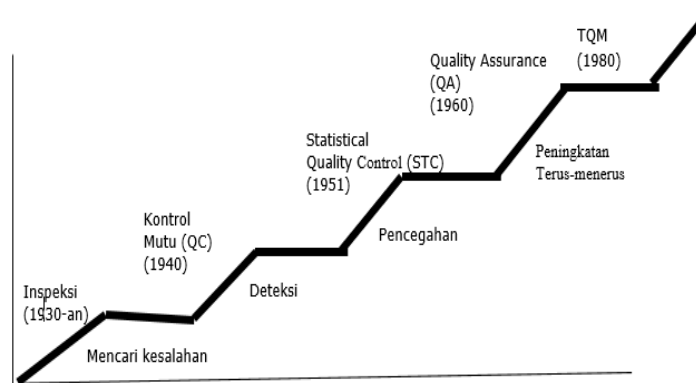 TQM
(1980)
Quality Assurance
(QA)
(1960)
Statistical
Quality Control (STC)
(1951)
Peningkatan
Terus-menerus
Kontrol
Mutu (QC)
(1940)
Pencegahan
Inspeksi
(1930-an)
Deteksi
Mencari kesalahan